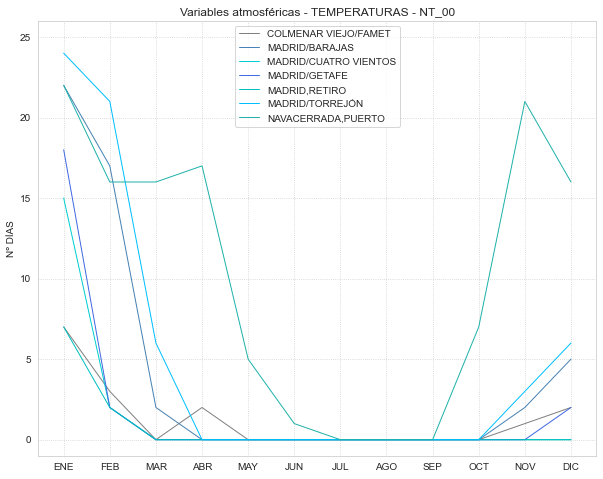 Variables atmosféricas - TEMPERATURAS - NT_00
COLMENAR VIEJO/FAMET
MADRID/BARAJAS
MADRID/CUATRO VIENTOS
MADRID/GETAFE
MADRID,RETIRO
MADRID/TORREJÓN
NAVACERRADA,PUERTO
25
20
15
10
5
0
Nº DÍAS
ENE FEB MAR ABR MAY JUN JUL AGO SEP OCT NOV DIC